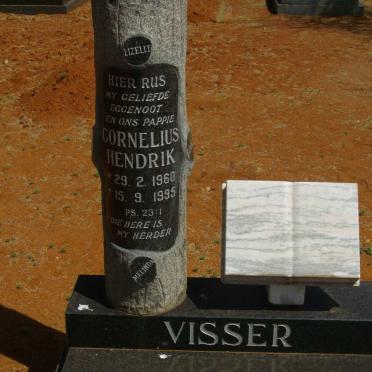 LIZELLE
HIER RUS
MY GELIEFDE
EGGENOOT
EN ONS PAPPIE
CORNELIUS
HENDRIK
* 29. 2. 1960
† 15. 9. 1995
PS. 23:1
DIE HERE IS
MY HERDER
MELINDA
VISSER